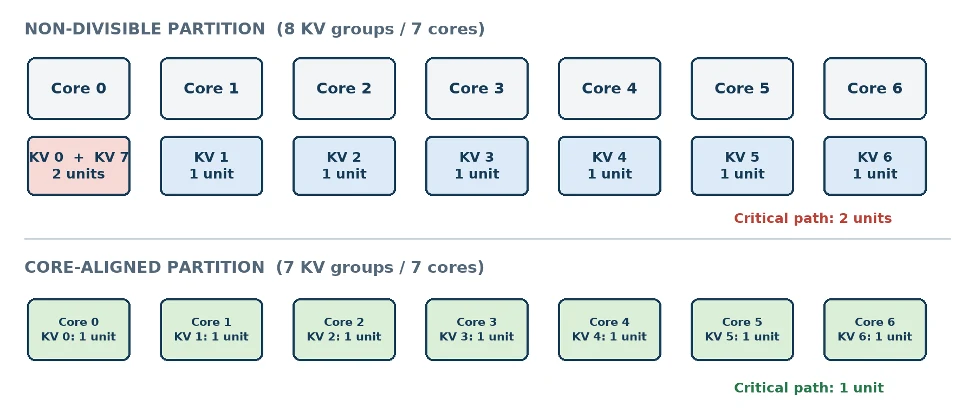 NON-DIVISIBLE PARTITION (8 KV groups / 7 cores)
Core 0
Core 1
Core 2
Core 3
Core 4
Core 5
Core 6
KV 0 + KV 7
2 units
KV 1
1 unit
KV 2
1 unit
KV 3
1 unit
KV 4
1 unit
KV 5
1 unit
KV 6
1 unit
Critical path: 2 units
CORE-ALIGNED PARTITION (7 KV groups / 7 cores)
Core 0
KV 0: 1 unit
Core 1
KV 1: 1 unit
Core 2
KV 2: 1 unit
Core 3
KV 3: 1 unit
Core 4
KV 4: 1 unit
Core 5
KV 5: 1 unit
Core 6
KV 6: 1 unit
Critical path: 1 unit